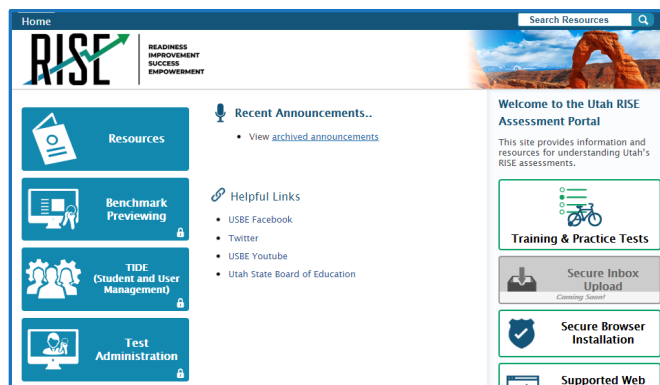 Home
Search Resources
RISE
READINESS
IMPROVEMENT
SUCCESS
EMPOWERMENT
Resources
Benchmark
Previewing
TIDE
(Student and User
Management)
Test
Administration
Recent Announcements..
• View archived announcements
Helpful Links
• USBE Facebook
• Twitter
• USBE Youtube
• Utah State Board of Education
Welcome to the Utah RISE
Assessment Portal
This site provides information and
resources for understanding Utah's
RISE assessments.
Training & Practice Tests
Secure Inbox
Upload
Coming Soon!
Secure Browser
Installation
Supported Web